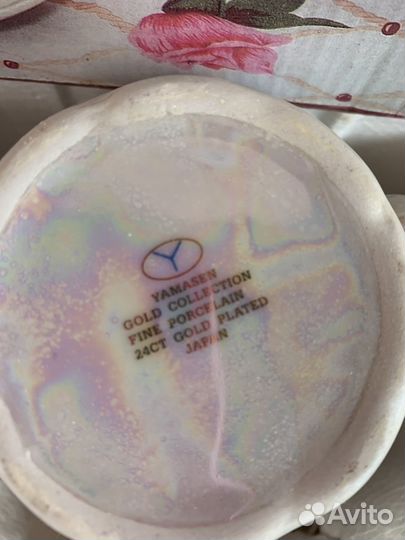 YAMASEN
GOLD COLLECTION
FINE PORCELAIN
24CT GOLD PLATED
JAPAN
Avito